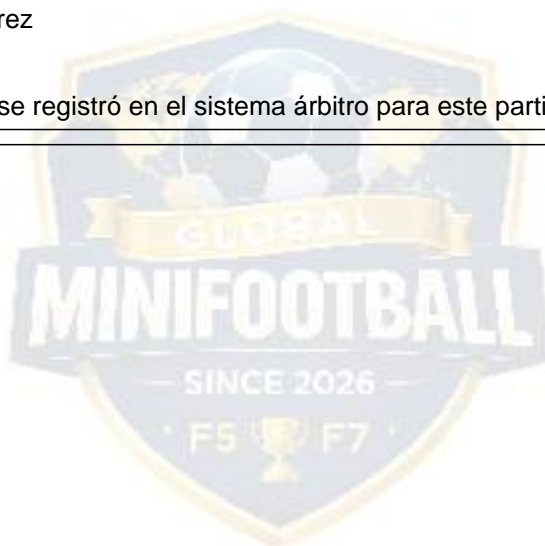 rez
se registró en el sistema árbitro para este parti
GLOBAL
MINIFOOTBALL
SINCE 2026
F5 F7